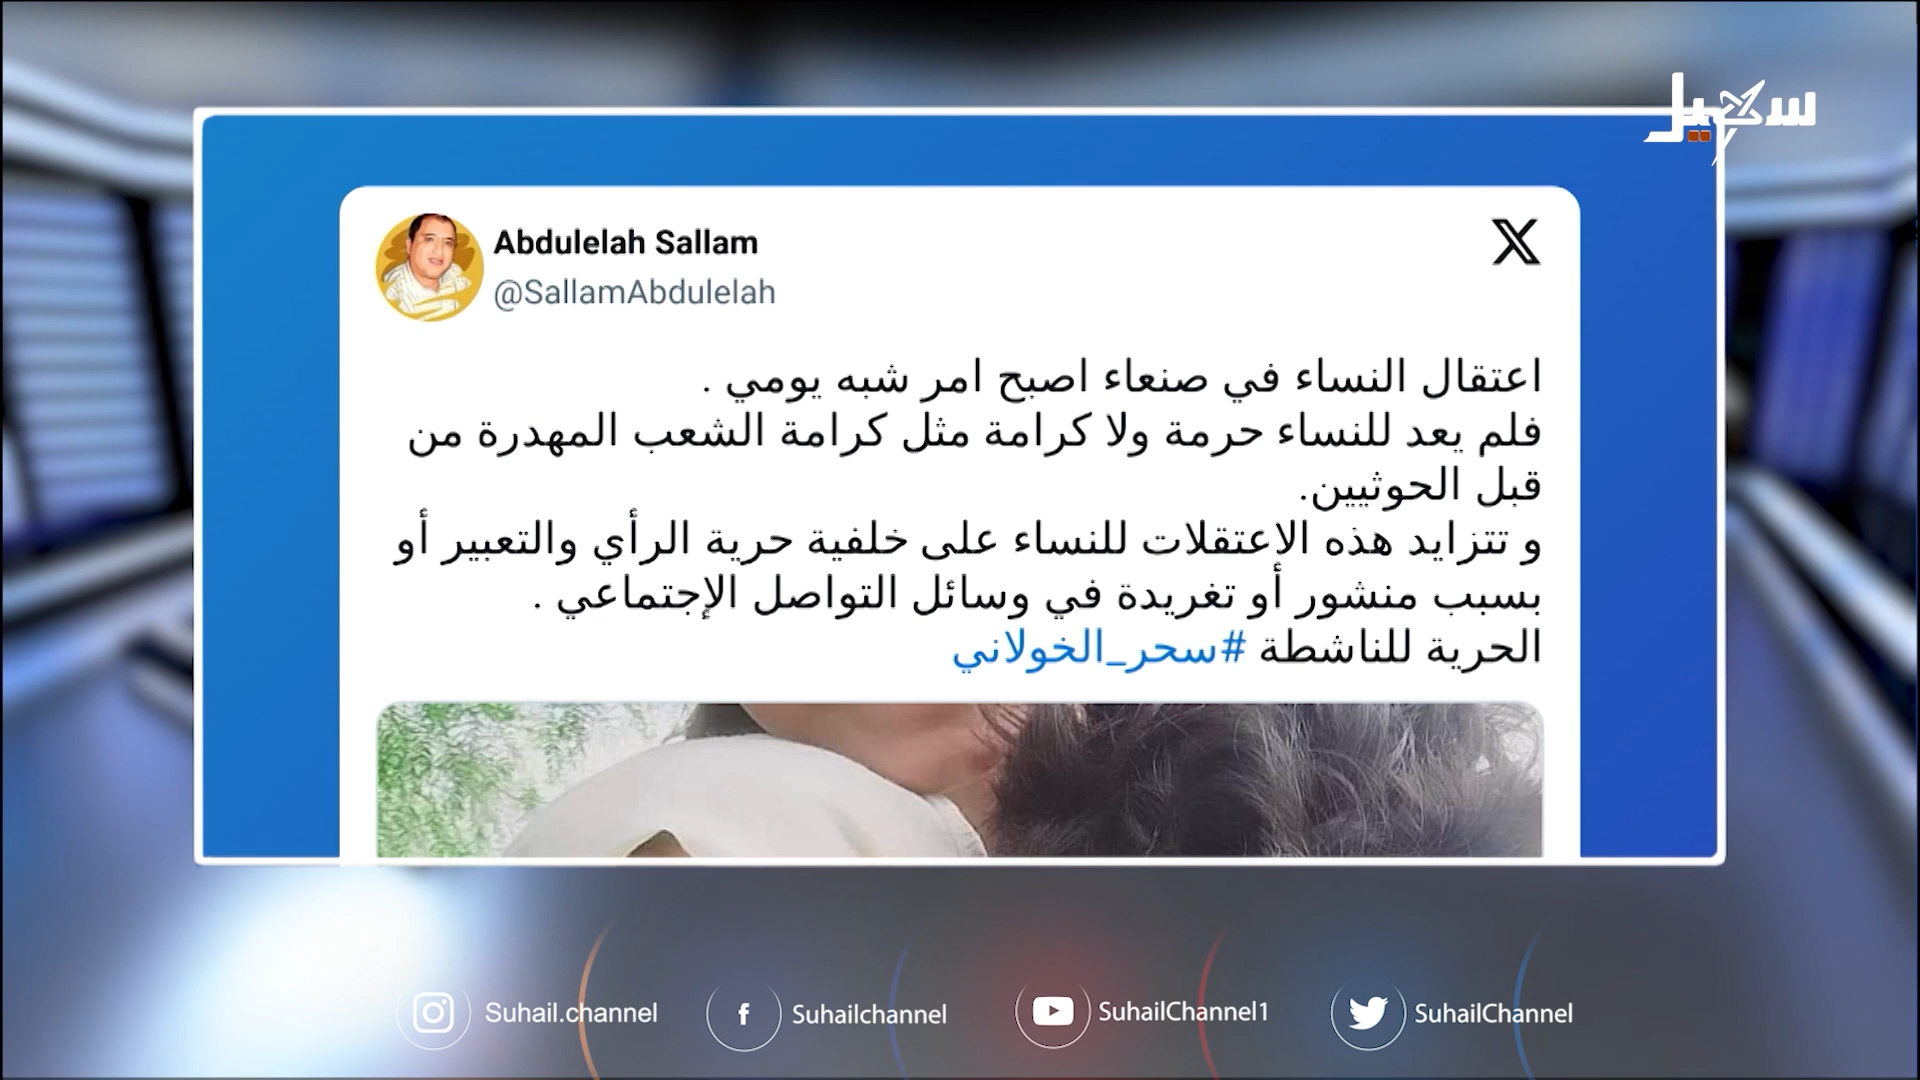 سهيل
Abdulelah Sallam
@SallamAbdulelah
اعتقال النساء في صنعاء اصبح امر شبه يومي .
فلم يعد للنساء حرمة ولا كرامة مثل كرامة الشعب المهدرة من
قبل الحوثيين.
و تتزايد هذه الاعتقلات للنساء على خلفية حرية الرأي والتعبير أو
بسبب منشور أو تغريدة في وسائل التواصل الإجتماعي .
الحرية للناشطة #سحر_الخولاني
Suhail.channel
Suhailchannel
SuhailChannel1
SuhailChannel